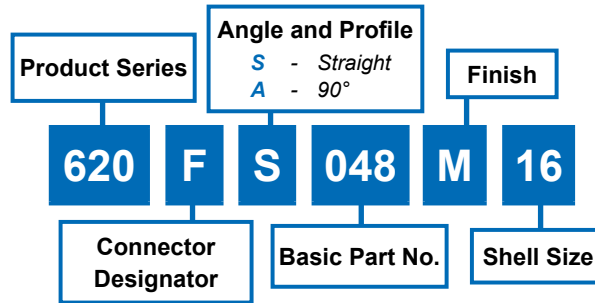 Angle and Profile
S - Straight
A - 90°
Product Series
Finish
620 F S 048 M 16
Connector
Designator
Basic Part No.
Shell Size